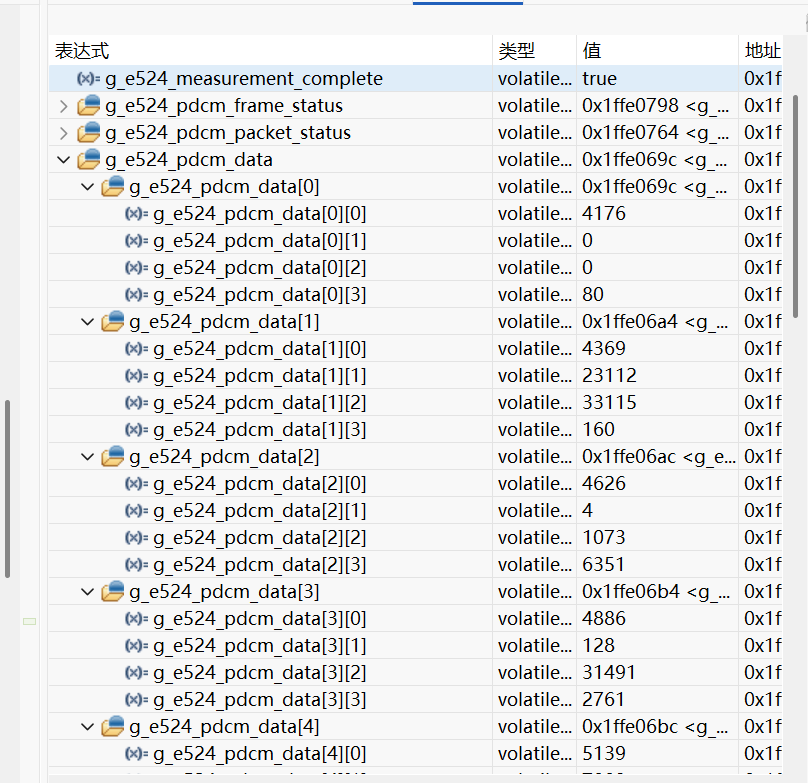 表达式 类型 值 地址
(x)= g_e524_measurement_complete volatile... true 0x1f
g_e524_pdcm_frame_status volatile... 0x1ffe0798 <g_... 0x1f
g_e524_pdcm_packet_status volatile... 0x1ffe0764 <g_... 0x1f
g_e524_pdcm_data volatile... 0x1ffe069c <g_... 0x1f
g_e524_pdcm_data[0] volatile... 0x1ffe069c <g_... 0x1f
(x)= g_e524_pdcm_data[0][0] volatile... 4176 0x1f
(x)= g_e524_pdcm_data[0][1] volatile... 0 0x1f
(x)= g_e524_pdcm_data[0][2] volatile... 0 0x1f
(x)= g_e524_pdcm_data[0][3] volatile... 80 0x1f
g_e524_pdcm_data[1] volatile... 0x1ffe06a4 <g_... 0x1f
(x)= g_e524_pdcm_data[1][0] volatile... 4369 0x1f
(x)= g_e524_pdcm_data[1][1] volatile... 23112 0x1f
(x)= g_e524_pdcm_data[1][2] volatile... 33115 0x1f
(x)= g_e524_pdcm_data[1][3] volatile... 160 0x1f
g_e524_pdcm_data[2] volatile... 0x1ffe06ac <g_e... 0x1f
(x)= g_e524_pdcm_data[2][0] volatile... 4626 0x1f
(x)= g_e524_pdcm_data[2][1] volatile... 4 0x1f
(x)= g_e524_pdcm_data[2][2] volatile... 1073 0x1f
(x)= g_e524_pdcm_data[2][3] volatile... 6351 0x1f
g_e524_pdcm_data[3] volatile... 0x1ffe06b4 <g_... 0x1f
(x)= g_e524_pdcm_data[3][0] volatile... 4886 0x1f
(x)= g_e524_pdcm_data[3][1] volatile... 128 0x1f
(x)= g_e524_pdcm_data[3][2] volatile... 31491 0x1f
(x)= g_e524_pdcm_data[3][3] volatile... 2761 0x1f
g_e524_pdcm_data[4] volatile... 0x1ffe06bc <g_... 0x1f
(x)= g_e524_pdcm_data[4][0] volatile... 5139 0x1f